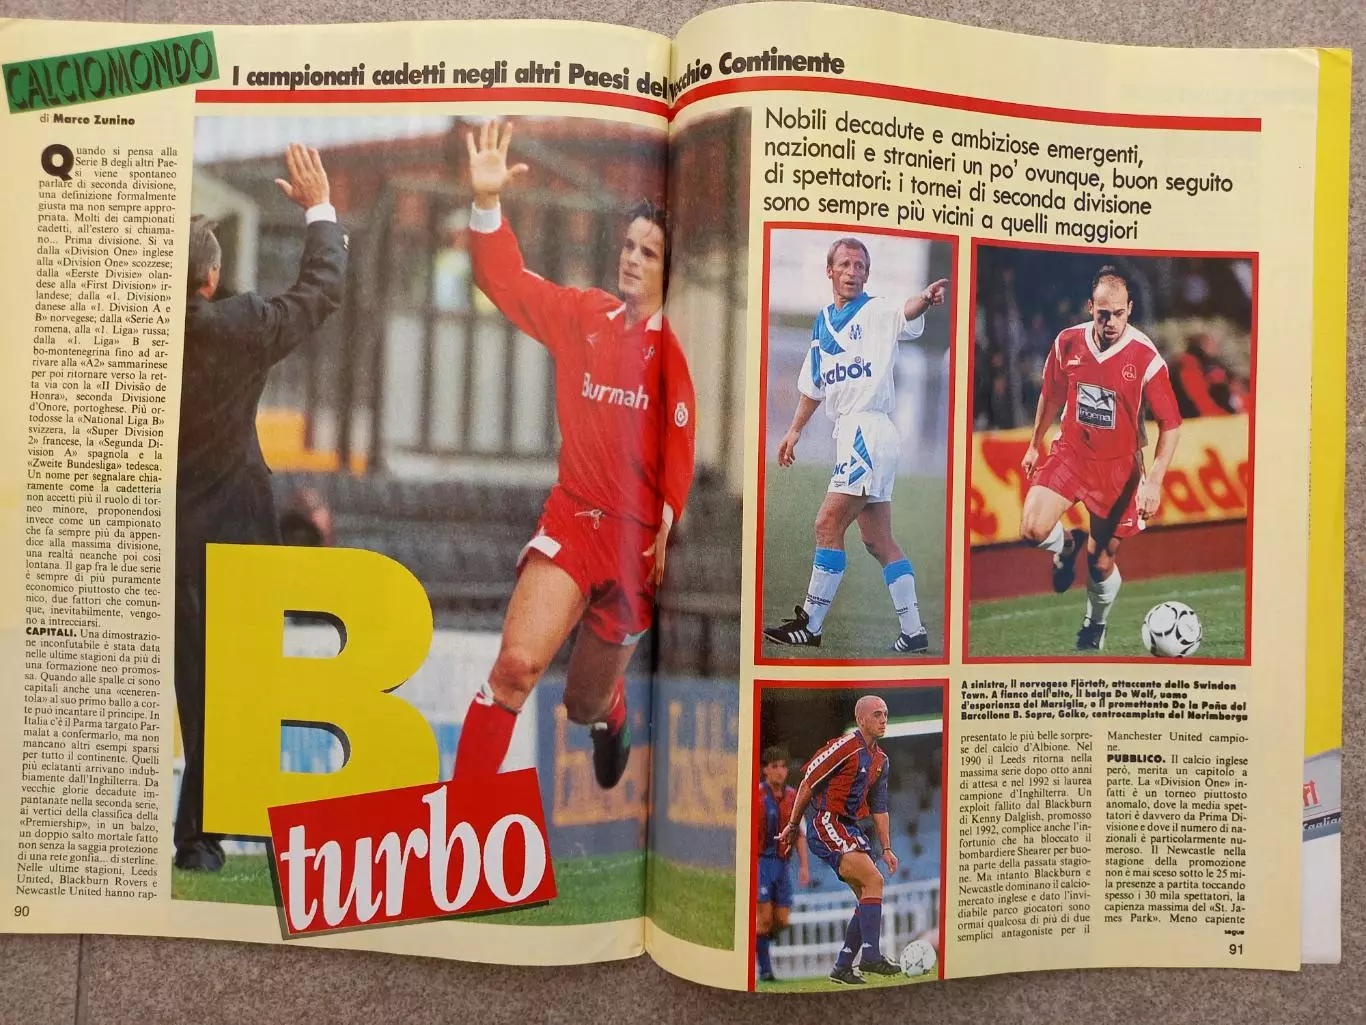 CALCIOMONDO
I campionati cadetti negli altri Paesi del Vecchio Continente
di Marco Zunino
Quando si pensa alla
Serie B degli altri Pae-
si viene spontaneo
parlare di seconda divisione,
una definizione formalmente
giusta ma non sempre appro-
priata. Molti dei campionati
cadetti, all'estero si chiama-
no... Prima divisione. Si va
dalla «Division One» inglese
alla «Division One» scozzese;
dalla «Eerste Divisie» olan-
dese alla «First Division» ir-
landese; dalla «1. Division»
danese alla «1. Division A e
B» norvegese; dalla «Serie A»
romena, alla «1. Liga» russa;
dalla «1. Liga» B ser-
bo-montenegrina fino ad ar-
rivare alla «A2» sammarinese
per poi ritornare verso la ret-
ta via con la «II Divisão de
Honra», seconda Divisione
d'Onore, portoghese. Più or-
todosse la «National Liga B»
svizzera, la «Super Division
2» francese, la «Segunda Di-
vision A» spagnola e la
«Zweite Bundesliga» tedesca.
Un nome per segnalare chia-
ramente come la cadetteria
non accetti più il ruolo di tor-
neo minore, proponendosi
invece come un campionato
che fa sempre più da appen-
dice alla massima divisione,
una realtà neanche poi così
lontana. Il gap fra le due serie
è sempre di più puramente
economico piuttosto che tec-
nico, due fattori che comun-
que, inevitabilmente, vengo-
no a intrecciarsi.
CAPITALI. Una dimostrazio-
ne inconfutabile è stata data
nelle ultime stagioni da più di
una formazione neo promos-
sa. Quando alle spalle ci sono
capitali anche una «ceneren-
tola» al suo primo ballo a cor-
te può incantare il principe. In
Italia c'è il Parma targato Par-
malat a confermarlo, ma non
mancano altri esempi sparsi
per tutto il continente. Quelli
più eclatanti arrivano indub-
biamente dall'Inghilterra. Da
vecchie glorie decadute im-
pantanate nella seconda serie,
ai vertici della classifica della
«Premiership», in un balzo,
un doppio salto mortale fatto
non senza la saggia protezione
di una rete gonfia... di sterline.
Nelle ultime stagioni, Leeds
United, Blackburn Rovers e
Newcastle United hanno rap-
90
Burmah
B
turbo
Nobili decadute e ambiziose emergenti,
nazionali e stranieri un po' ovunque, buon seguito
di spettatori: i tornei di seconda divisione
sono sempre più vicini a quelli maggiori
Reebok
trigema
A sinistra, il norvegese Fjörtoft, attaccante dello Swindon
Town. A fianco dall'alto, il belga De Wolf, uomo
d'esperienza del Marsiglia, e il promettente De la Peña del
Barcellona B. Sopra, Golke, centrocampista del Norimberga
presentato le più belle sorpre-
se del calcio d'Albione. Nel
1990 il Leeds ritorna nella
massima serie dopo otto anni
di attesa e nel 1992 si laurea
campione d'Inghilterra. Un
exploit fallito dal Blackburn
di Kenny Dalglish, promosso
nel 1992, complice anche l'in-
fortunio che ha bloccato il
bombardiere Shearer per buo-
na parte della passata stagio-
ne. Ma intanto Blackburn e
Newcastle dominano il calcio-
mercato inglese e dato l'invi-
diabile parco giocatori sono
ormai qualcosa di più di due
semplici antagoniste per il
Manchester United campio-
ne.
PUBBLICO. Il calcio inglese
però, merita un capitolo a
parte. La «Division One» in-
fatti è un torneo piuttosto
anomalo, dove la media spet-
tatori è davvero da Prima Di-
visione e dove il numero di na-
zionali è particolarmente nu-
meroso. Il Newcastle nella
stagione della promozione
non è mai sceso sotto le 25 mi-
la presenze a partita toccando
spesso i 30 mila spettatori, la
capienza massima del «St. Ja-
mes Park». Meno capiente
segue
91